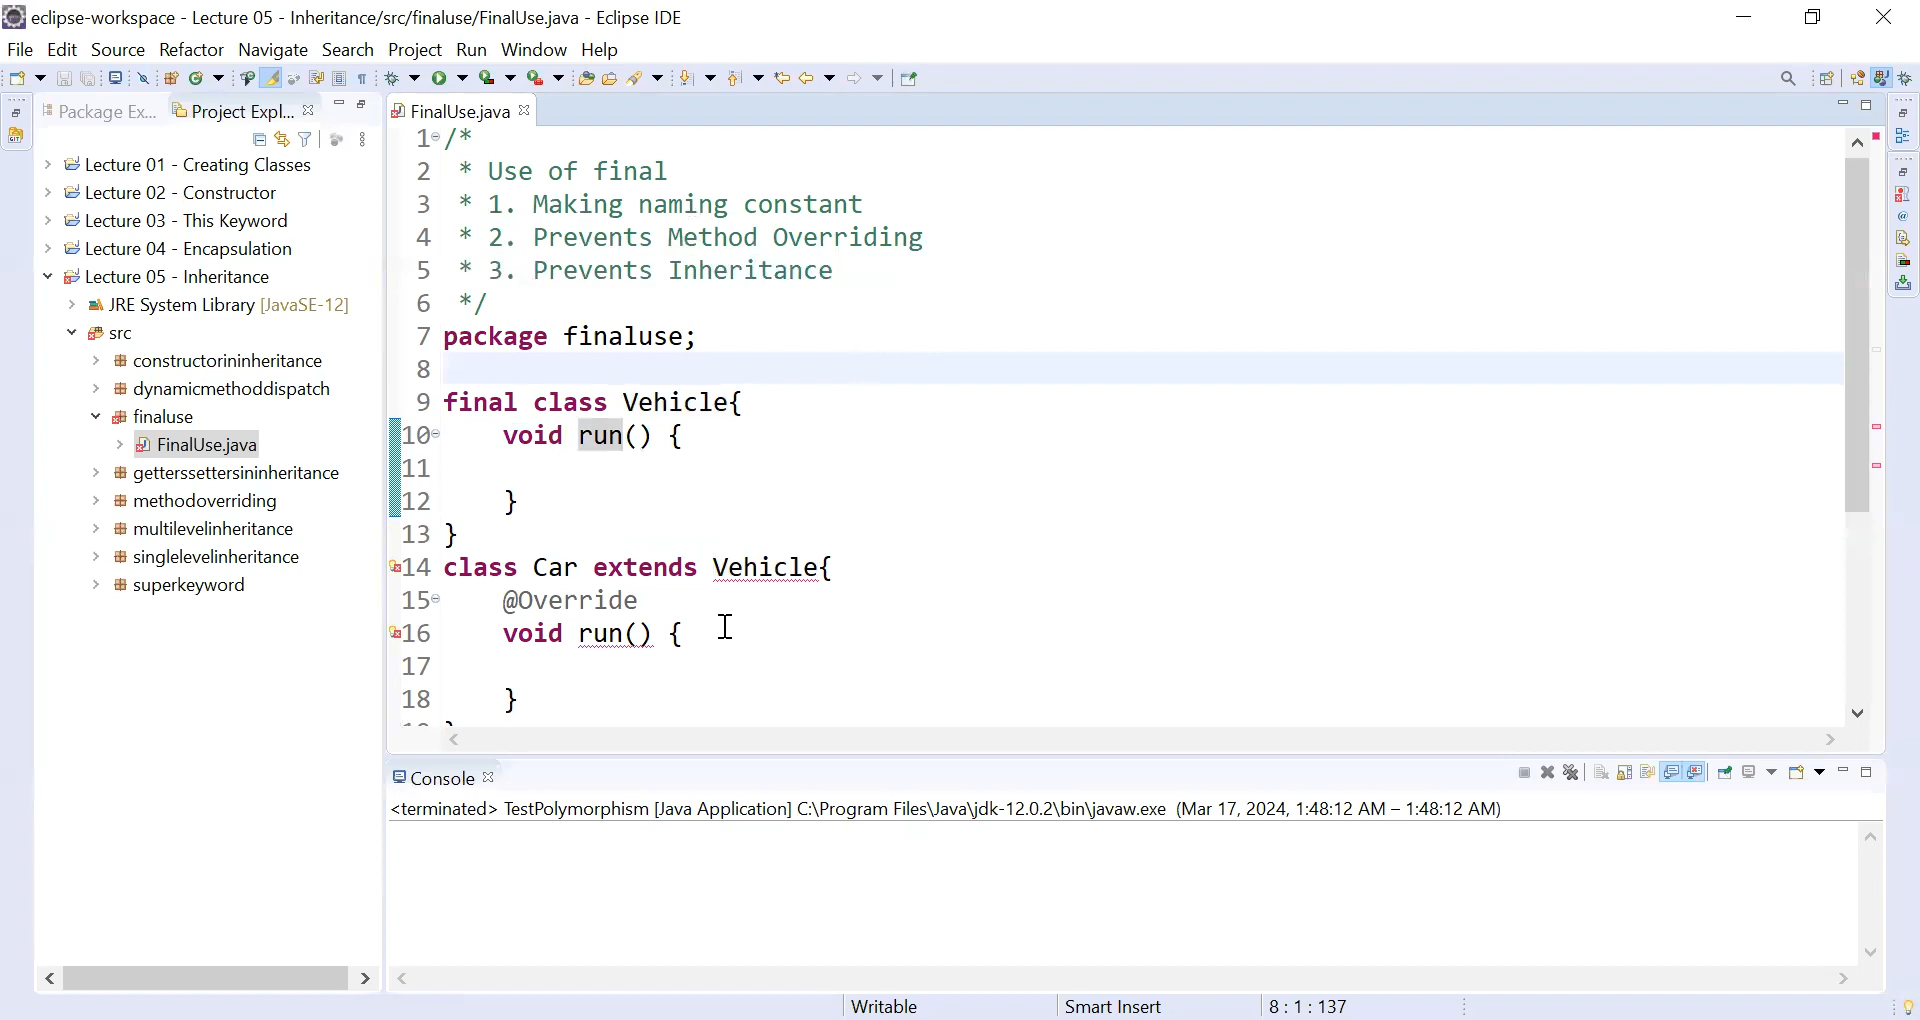 eclipse-workspace - Lecture 05 - Inheritance/src/finaluse/FinalUse.java - Eclipse IDE
File Edit Source Refactor Navigate Search Project Run Window Help
Package Ex... Project Expl...
Lecture 01 - Creating Classes
Lecture 02 - Constructor
Lecture 03 - This Keyword
Lecture 04 - Encapsulation
Lecture 05 - Inheritance
JRE System Library [JavaSE-12]
src
constructorininheritance
dynamicmethoddispatch
finaluse
FinalUse.java
getterssettersininheritance
methodoverriding
multilevelinheritance
singlelevelinheritance
superkeyword
FinalUse.java
1 /*
2 * Use of final
3 * 1. Making naming constant
4 * 2. Prevents Method Overriding
5 * 3. Prevents Inheritance
6 */
7 package finaluse;
8
9 final class Vehicle{
10 void run() {
11
12 }
13 }
14 class Car extends Vehicle{
15 @Override
16 void run() {
17
18 }
Console
<terminated> TestPolymorphism [Java Application] C:\Program Files\Java\jdk-12.0.2\bin\javaw.exe (Mar 17, 2024, 1:48:12 AM – 1:48:12 AM)
Writable Smart Insert 8 : 1 : 137